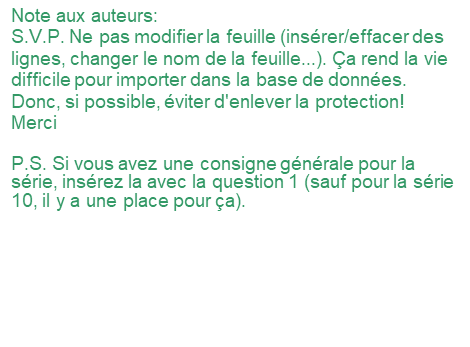 Note aux auteurs:
S.V.P. Ne pas modifier la feuille (insérer/effacer des
lignes, changer le nom de la feuille...). Ça rend la vie
difficile pour importer dans la base de données.
Donc, si possible, éviter d'enlever la protection!
Merci
P.S. Si vous avez une consigne générale pour la
série, insérez la avec la question 1 (sauf pour la série
10, il y a une place pour ça).